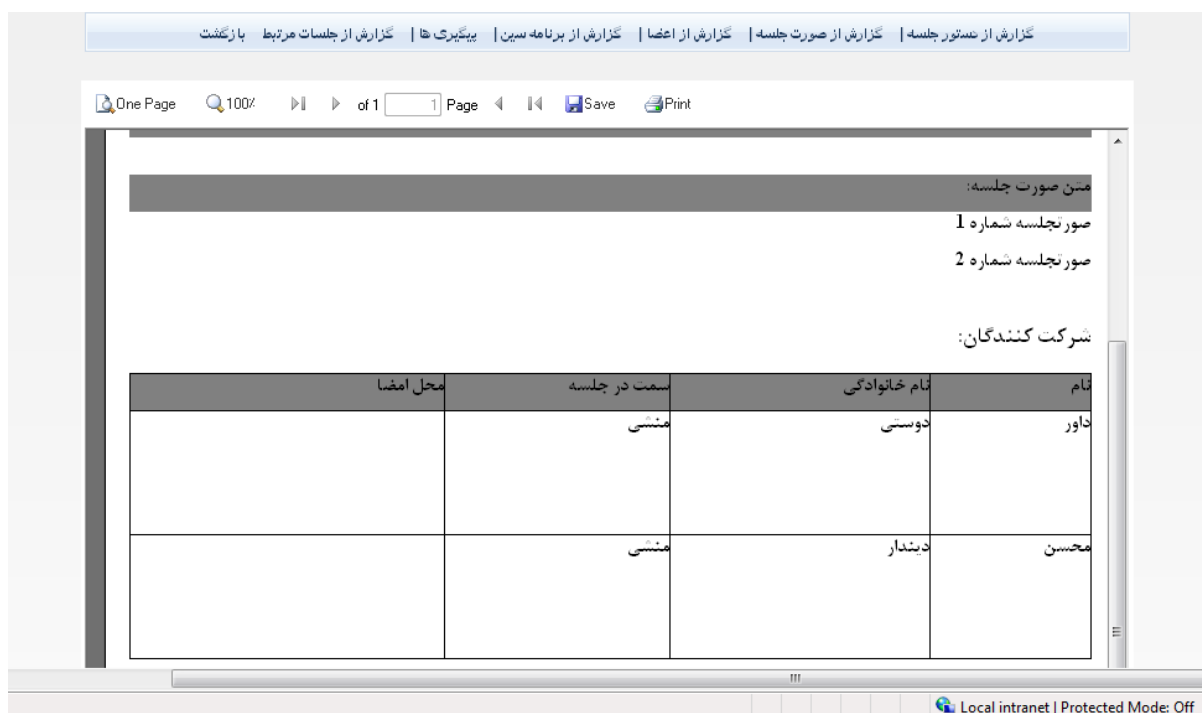 گزارش از دستور جلسه | گزارش از صورت جلسه | گزارش از اعضا | گزارش از برنامه سین | پیگیری ها | گزارش از جلسات مرتبط بازگشت
One Page 100% of 1 1 Page Save Print
متن صورت جلسه:
صورتجلسه شماره 1
صورتجلسه شماره 2
شرکت کنندگان:
نام نام خانوادگی سمت در جلسه محل امضا
داور دوستی منشی
محسن دیندار منشی
Local intranet | Protected Mode: Off